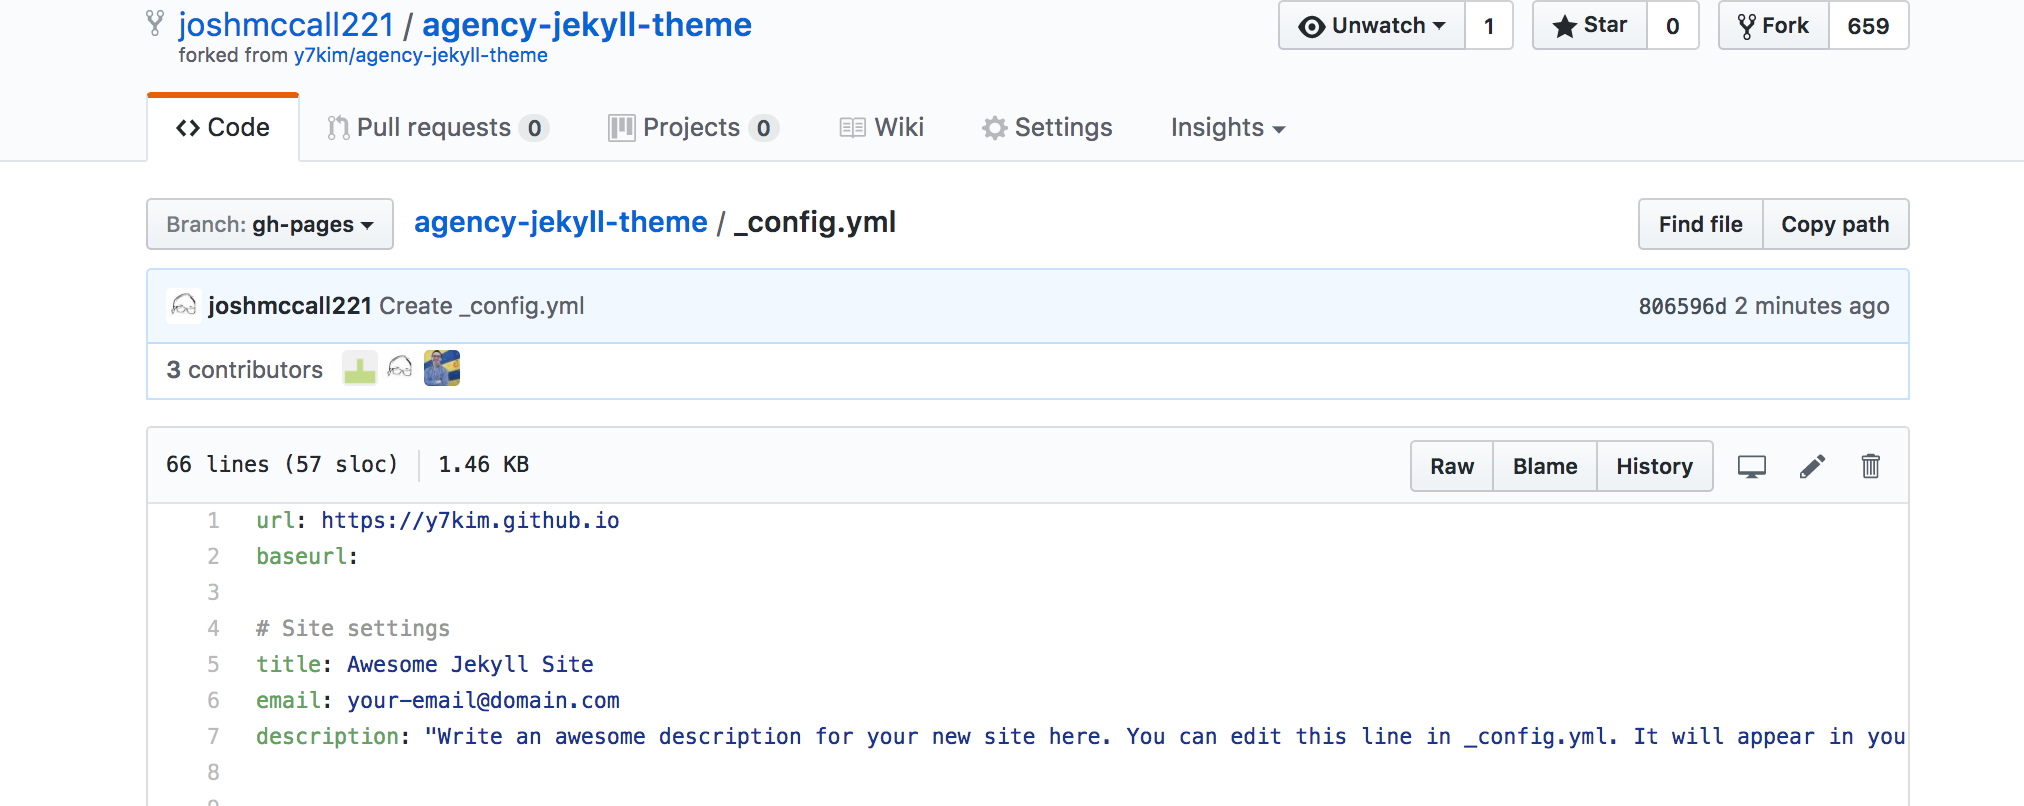 joshmccall221 / agency-jekyll-theme
Unwatch 1 Star 0 Fork 659
forked from y7kim/agency-jekyll-theme
Code Pull requests 0 Projects 0 Wiki Settings Insights
Branch: gh-pages agency-jekyll-theme / _config.yml Find file Copy path
joshmccall221 Create _config.yml 806596d 2 minutes ago
3 contributors
66 lines (57 sloc) 1.46 KB Raw Blame History
1 url: https://y7kim.github.io
2 baseurl:
3
4 # Site settings
5 title: Awesome Jekyll Site
6 email: your-email@domain.com
7 description: "Write an awesome description for your new site here. You can edit this line in _config.yml. It will appear in you
8